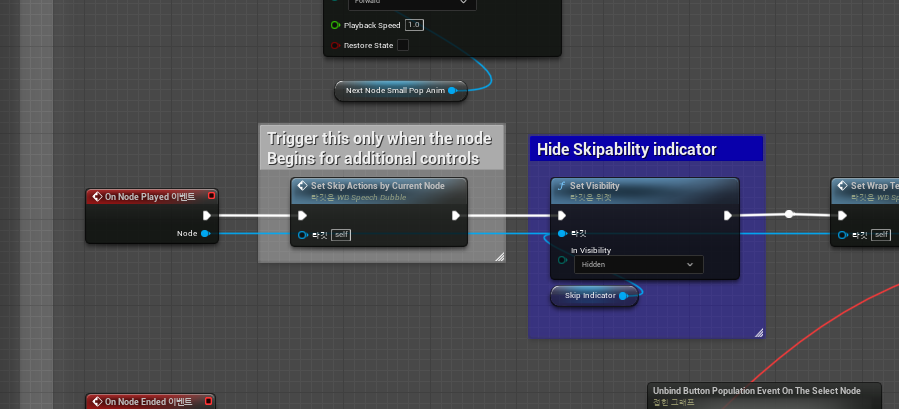 Forward
Playback Speed 1.0
Restore State
Next Node Small Pop Anim
Trigger this only when the node
Begins for additional controls
Hide Skipability indicator
Set Skip Actions by Current Node
타깃은 WD Speech Bubble
타깃 self
On Node Played 이벤트
Node
Set Visibility
타깃은 위젯
타깃
In Visibility
Hidden
Skip Indicator
Set Wrap Te
타깃은 WD Sp
타깃 self
On Node Ended 이벤트
Unbind Button Population Event On The Select Node
접힌 그래프